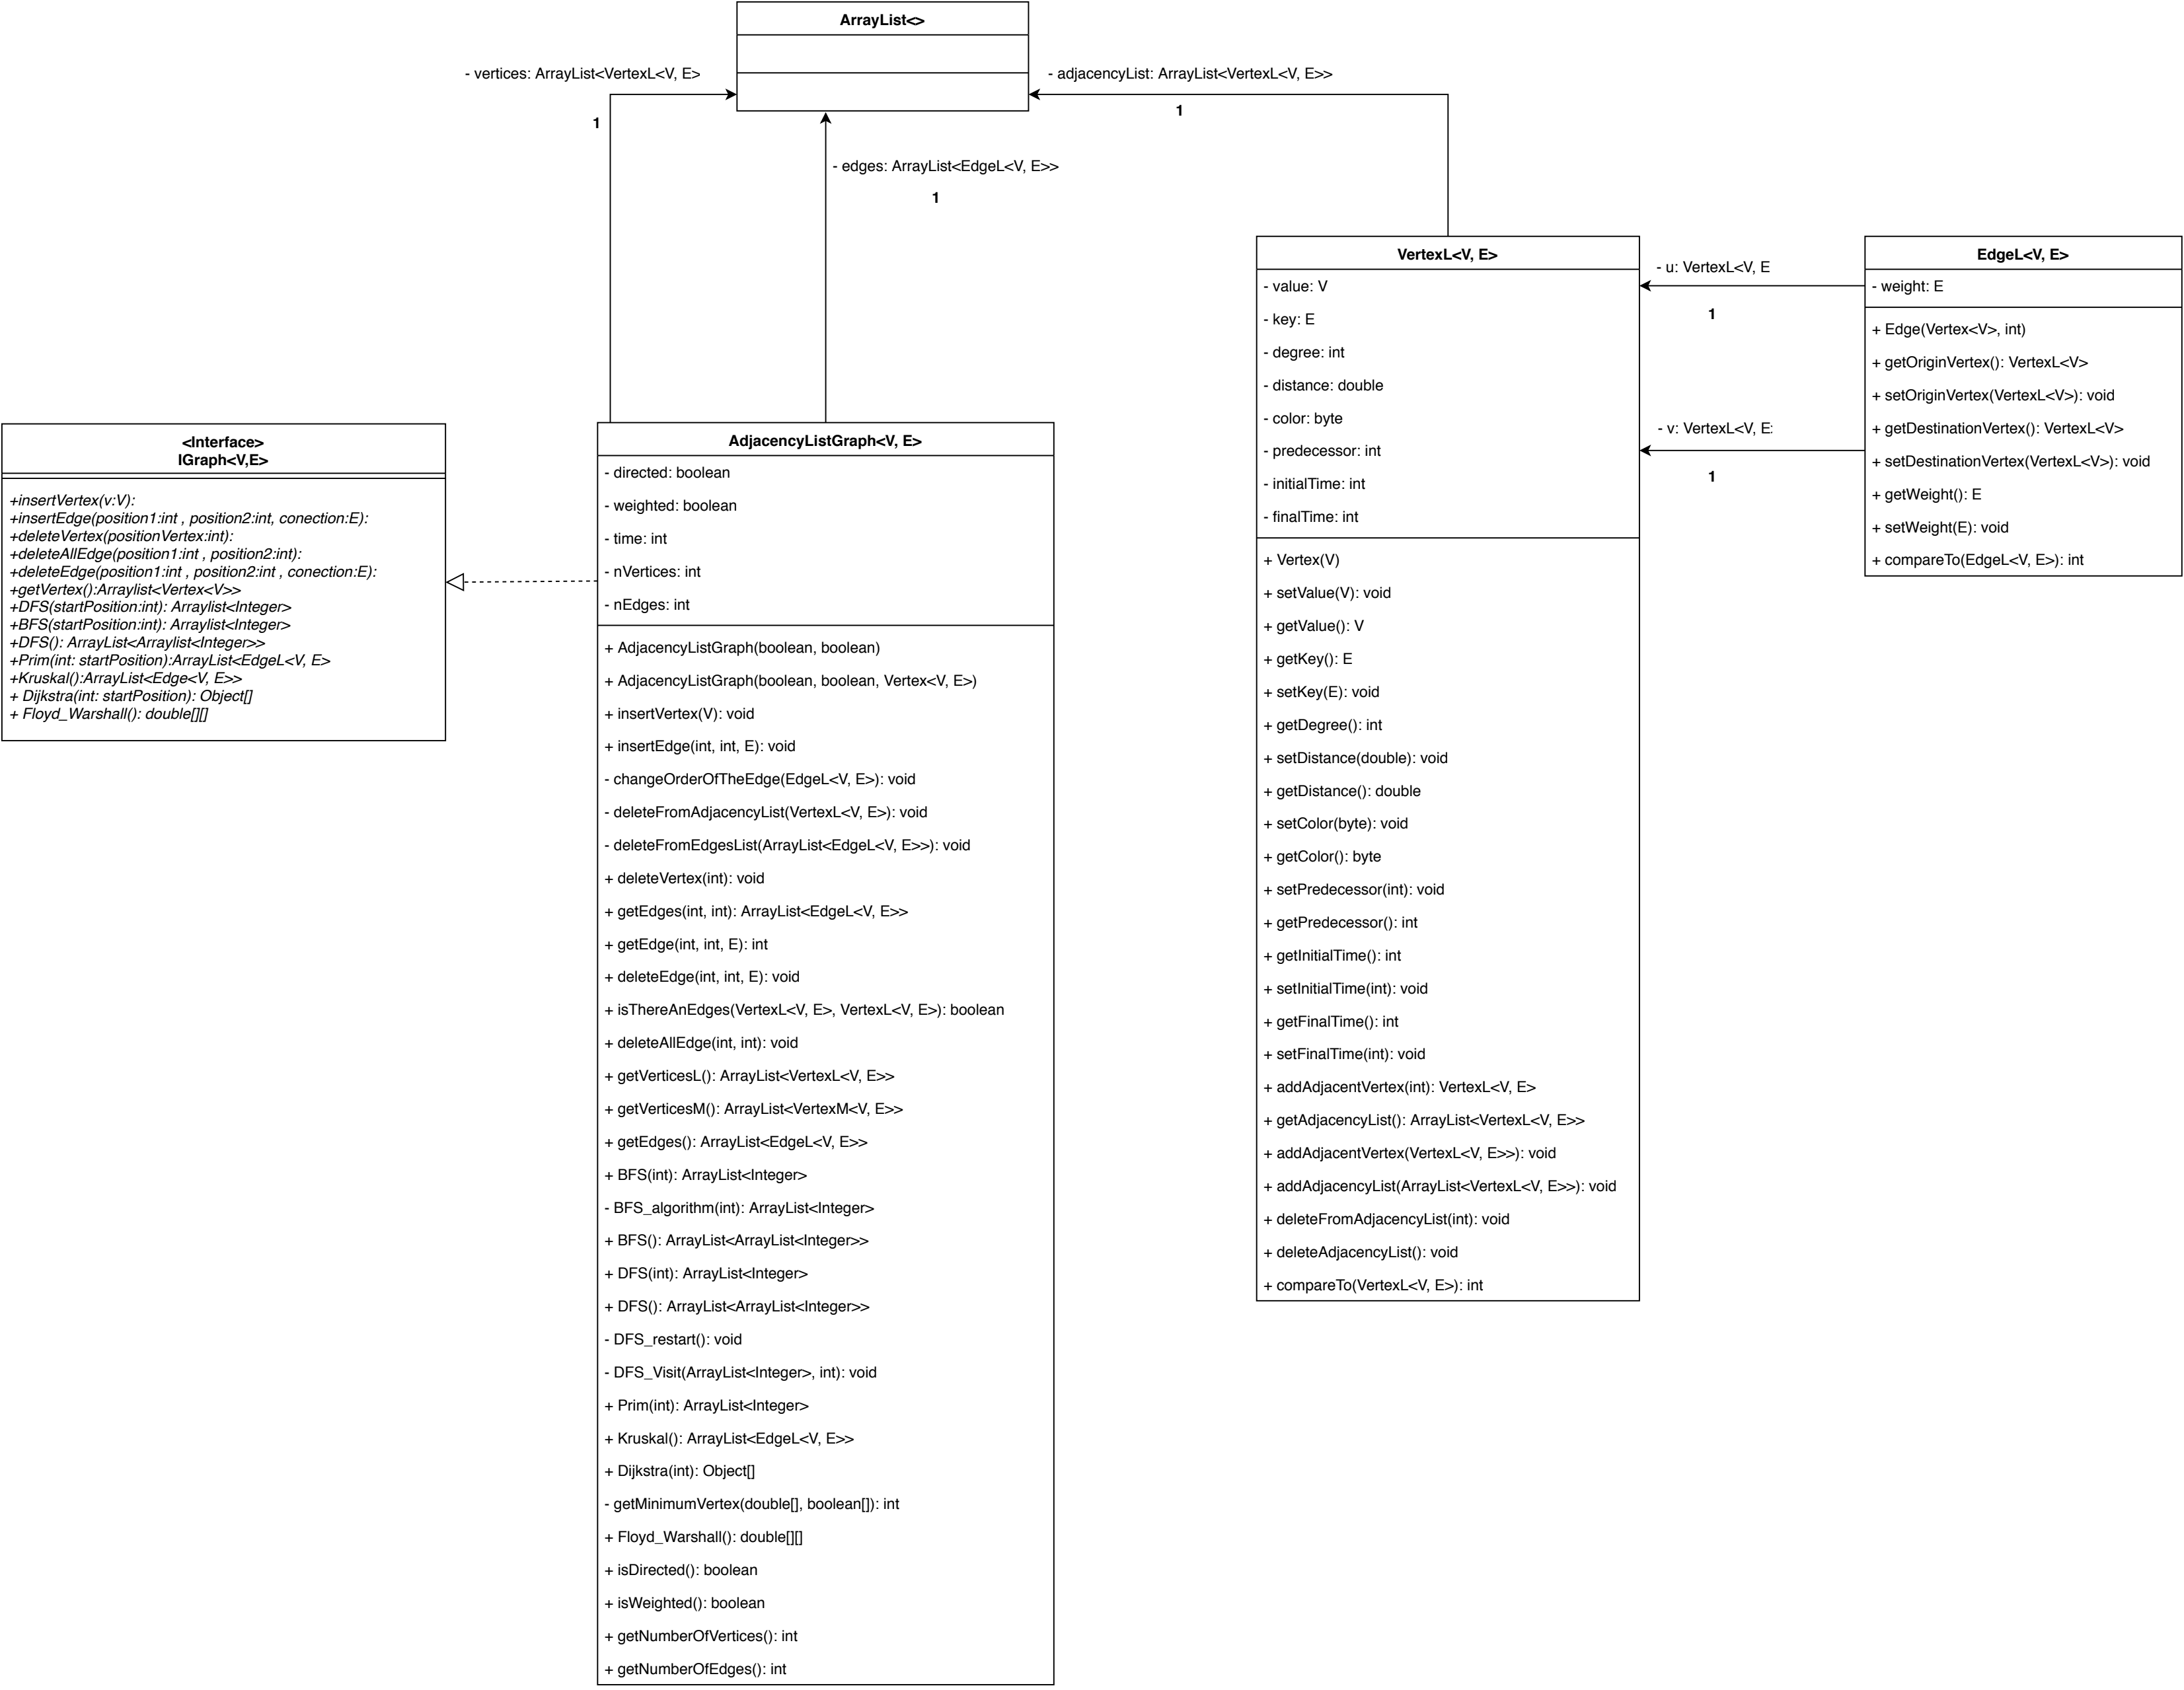 ArrayList<>
- vertices: ArrayList<VertexL<V, E>
1
- edges: ArrayList<EdgeL<V, E>>
1
- adjacencyList: ArrayList<VertexL<V, E>>
1
<Interface>
IGraph<V,E>
+insertVertex(v:V):
+insertEdge(position1:int , position2:int, conection:E):
+deleteVertex(positionVertex:int):
+deleteAllEdge(position1:int , position2:int):
+deleteEdge(position1:int , position2:int , conection:E):
+getVertex():Arraylist<Vertex<V>>
+DFS(startPosition:int): Arraylist<Integer>
+BFS(startPosition:int): Arraylist<Integer>
+DFS(): ArrayList<Arraylist<Integer>>
+Prim(int: startPosition):ArrayList<EdgeL<V, E>
+Kruskal():ArrayList<Edge<V, E>>
+ Dijkstra(int: startPosition): Object[]
+ Floyd_Warshall(): double[][]
AdjacencyListGraph<V, E>
- directed: boolean
- weighted: boolean
- time: int
- nVertices: int
- nEdges: int
+ AdjacencyListGraph(boolean, boolean)
+ AdjacencyListGraph(boolean, boolean, Vertex<V, E>)
+ insertVertex(V): void
+ insertEdge(int, int, E): void
- changeOrderOfTheEdge(EdgeL<V, E>): void
- deleteFromAdjacencyList(VertexL<V, E>): void
- deleteFromEdgesList(ArrayList<EdgeL<V, E>>): void
+ deleteVertex(int): void
+ getEdges(int, int): ArrayList<EdgeL<V, E>>
+ getEdge(int, int, E): int
+ deleteEdge(int, int, E): void
+ isThereAnEdges(VertexL<V, E>, VertexL<V, E>): boolean
+ deleteAllEdge(int, int): void
+ getVerticesL(): ArrayList<VertexL<V, E>>
+ getVerticesM(): ArrayList<VertexM<V, E>>
+ getEdges(): ArrayList<EdgeL<V, E>>
+ BFS(int): ArrayList<Integer>
- BFS_algorithm(int): ArrayList<Integer>
+ BFS(): ArrayList<ArrayList<Integer>>
+ DFS(int): ArrayList<Integer>
+ DFS(): ArrayList<ArrayList<Integer>>
- DFS_restart(): void
- DFS_Visit(ArrayList<Integer>, int): void
+ Prim(int): ArrayList<Integer>
+ Kruskal(): ArrayList<EdgeL<V, E>>
+ Dijkstra(int): Object[]
- getMinimumVertex(double[], boolean[]): int
+ Floyd_Warshall(): double[][]
+ isDirected(): boolean
+ isWeighted(): boolean
+ getNumberOfVertices(): int
+ getNumberOfEdges(): int
VertexL<V, E>
- value: V
- key: E
- degree: int
- distance: double
- color: byte
- predecessor: int
- initialTime: int
- finalTime: int
+ Vertex(V)
+ setValue(V): void
+ getValue(): V
+ getKey(): E
+ setKey(E): void
+ getDegree(): int
+ setDistance(double): void
+ getDistance(): double
+ setColor(byte): void
+ getColor(): byte
+ setPredecessor(int): void
+ getPredecessor(): int
+ getInitialTime(): int
+ setInitialTime(int): void
+ getFinalTime(): int
+ setFinalTime(int): void
+ addAdjacentVertex(int): VertexL<V, E>
+ getAdjacencyList(): ArrayList<VertexL<V, E>>
+ addAdjacentVertex(VertexL<V, E>>): void
+ addAdjacencyList(ArrayList<VertexL<V, E>>): void
+ deleteFromAdjacencyList(int): void
+ deleteAdjacencyList(): void
+ compareTo(VertexL<V, E>): int
- u: VertexL<V, E
1
- v: VertexL<V, E:
1
EdgeL<V, E>
- weight: E
+ Edge(Vertex<V>, int)
+ getOriginVertex(): VertexL<V>
+ setOriginVertex(VertexL<V>): void
+ getDestinationVertex(): VertexL<V>
+ setDestinationVertex(VertexL<V>): void
+ getWeight(): E
+ setWeight(E): void
+ compareTo(EdgeL<V, E>): int